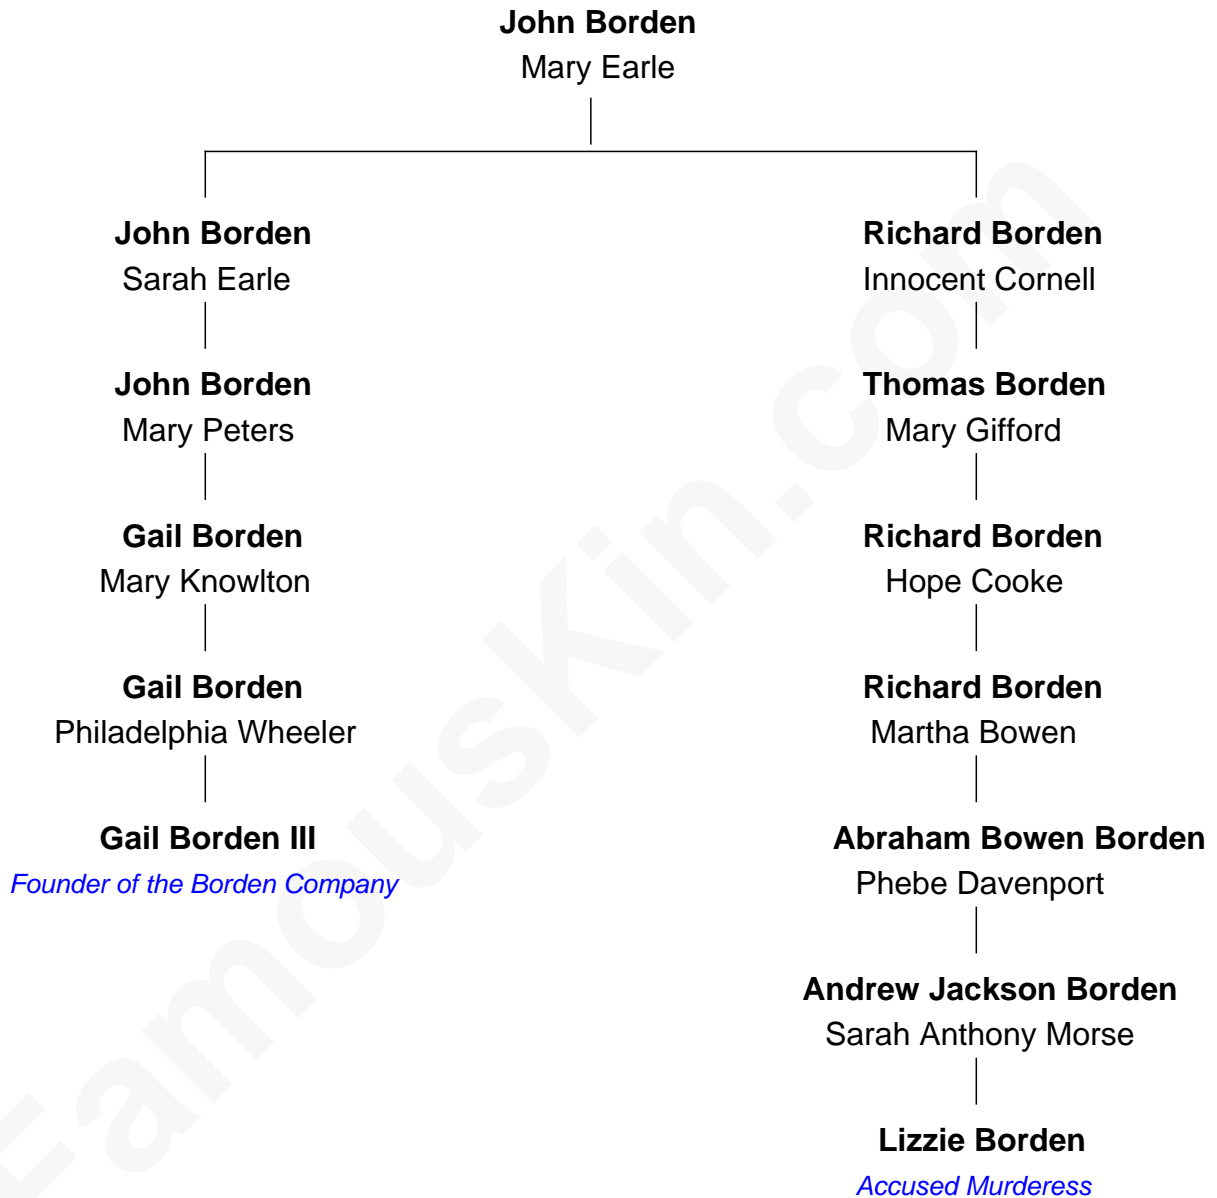 John Borden
Mary Earle
John Borden
Sarah Earle
John Borden
Mary Peters
Gail Borden
Mary Knowlton
Gail Borden
Philadelphia Wheeler
Gail Borden III
Founder of the Borden Company
Richard Borden
Innocent Cornell
Thomas Borden
Mary Gifford
Richard Borden
Hope Cooke
Richard Borden
Martha Bowen
Abraham Bowen Borden
Phebe Davenport
Andrew Jackson Borden
Sarah Anthony Morse
Lizzie Borden
Accused Murderess
FamousKin.com